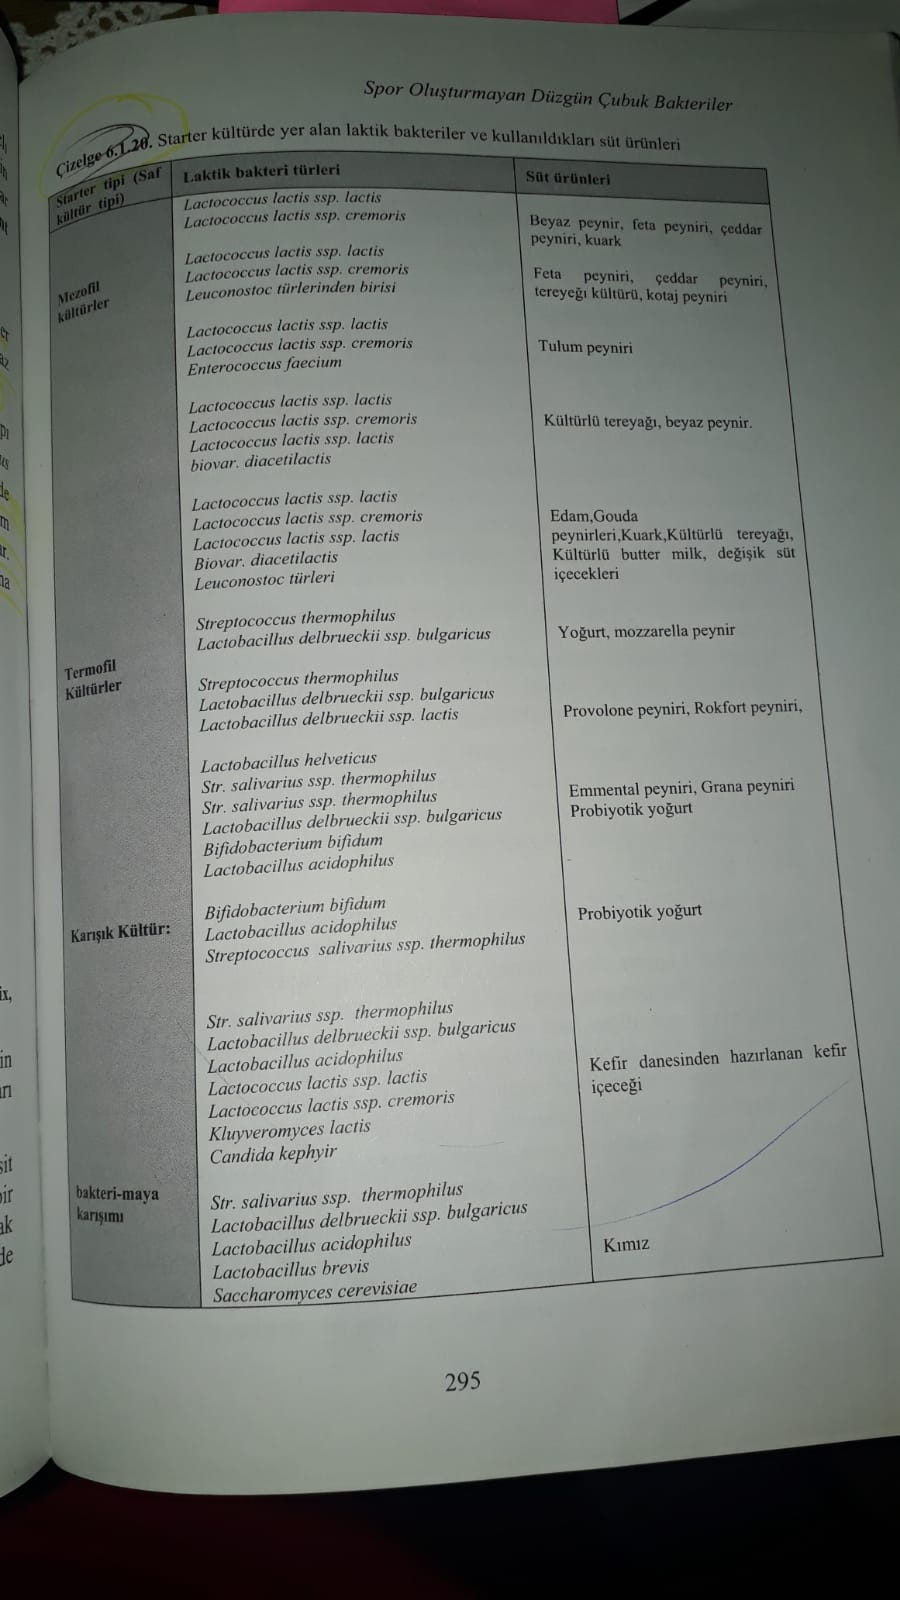 Spor Oluşturmayan Düzgün Çubuk Bakteriler
Çizelge 6.1.20. Starter kültürde yer alan laktik bakteriler ve kullanıldıkları süt ürünleri
Starter tipi (Saf
kültür tipi)
Laktik bakteri türleri
Süt ürünleri
Mezofil
kültürler
Lactococcus lactis ssp. lactis
Lactococcus lactis ssp. cremoris
Beyaz peynir, feta peyniri, çeddar
peyniri, kuark
Lactococcus lactis ssp. lactis
Lactococcus lactis ssp. cremoris
Leuconostoc türlerinden birisi
Feta peyniri, çeddar peyniri,
tereyeğı kültürü, kotaj peyniri
Lactococcus lactis ssp. lactis
Lactococcus lactis ssp. cremoris
Enterococcus faecium
Tulum peyniri
Lactococcus lactis ssp. lactis
Lactococcus lactis ssp. cremoris
Lactococcus lactis ssp. lactis
biovar. diacetilactis
Kültürlü tereyağı, beyaz peynir.
Lactococcus lactis ssp. lactis
Lactococcus lactis ssp. cremoris
Lactococcus lactis ssp. lactis
Biovar. diacetilactis
Leuconostoc türleri
Edam,Gouda
peynirleri,Kuark,Kültürlü tereyağı,
Kültürlü butter milk, değişik süt
içecekleri
Termofil
Kültürler
Streptococcus thermophilus
Lactobacillus delbrueckii ssp. bulgaricus
Yoğurt, mozzarella peynir
Streptococcus thermophilus
Lactobacillus delbrueckii ssp. bulgaricus
Lactobacillus delbrueckii ssp. lactis
Provolone peyniri, Rokfort peyniri,
Lactobacillus helveticus
Str. salivarius ssp. thermophilus
Str. salivarius ssp. thermophilus
Lactobacillus delbrueckii ssp. bulgaricus
Bifidobacterium bifidum
Lactobacillus acidophilus
Emmental peyniri, Grana peyniri
Probiyotik yoğurt
Karışık Kültür:
Bifidobacterium bifidum
Lactobacillus acidophilus
Streptococcus salivarius ssp. thermophilus
Probiyotik yoğurt
Str. salivarius ssp. thermophilus
Lactobacillus delbrueckii ssp. bulgaricus
Lactobacillus acidophilus
Lactococcus lactis ssp. lactis
Lactococcus lactis ssp. cremoris
Kluyveromyces lactis
Candida kephyir
Kefir danesinden hazırlanan kefir
içeceği
bakteri-maya
karışımı
Str. salivarius ssp. thermophilus
Lactobacillus delbrueckii ssp. bulgaricus
Lactobacillus acidophilus
Lactobacillus brevis
Saccharomyces cerevisiae
Kımız
295